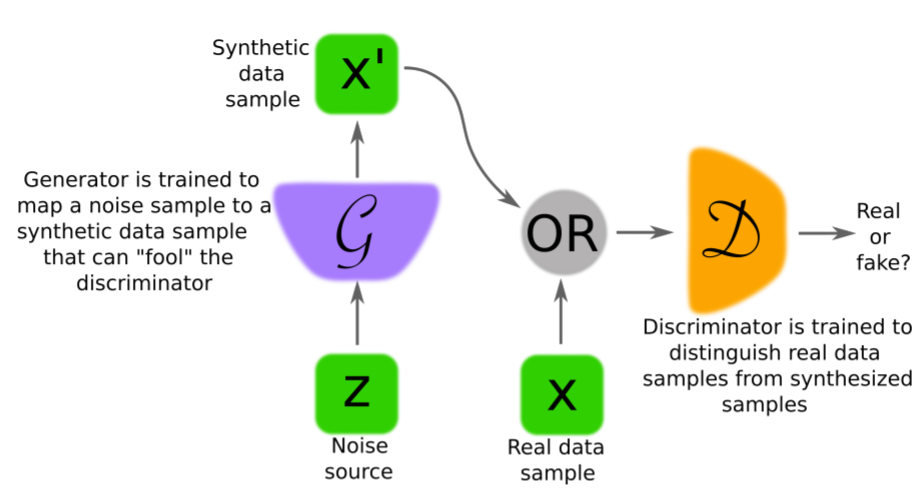 Synthetic
data
sample
x'
Generator is trained to
map a noise sample to a
synthetic data sample
that can "fool" the
discriminator
G
OR
D
Real
or
fake?
Discriminator is trained to
distinguish real data
samples from synthesized
samples
z
Noise
source
x
Real data
sample